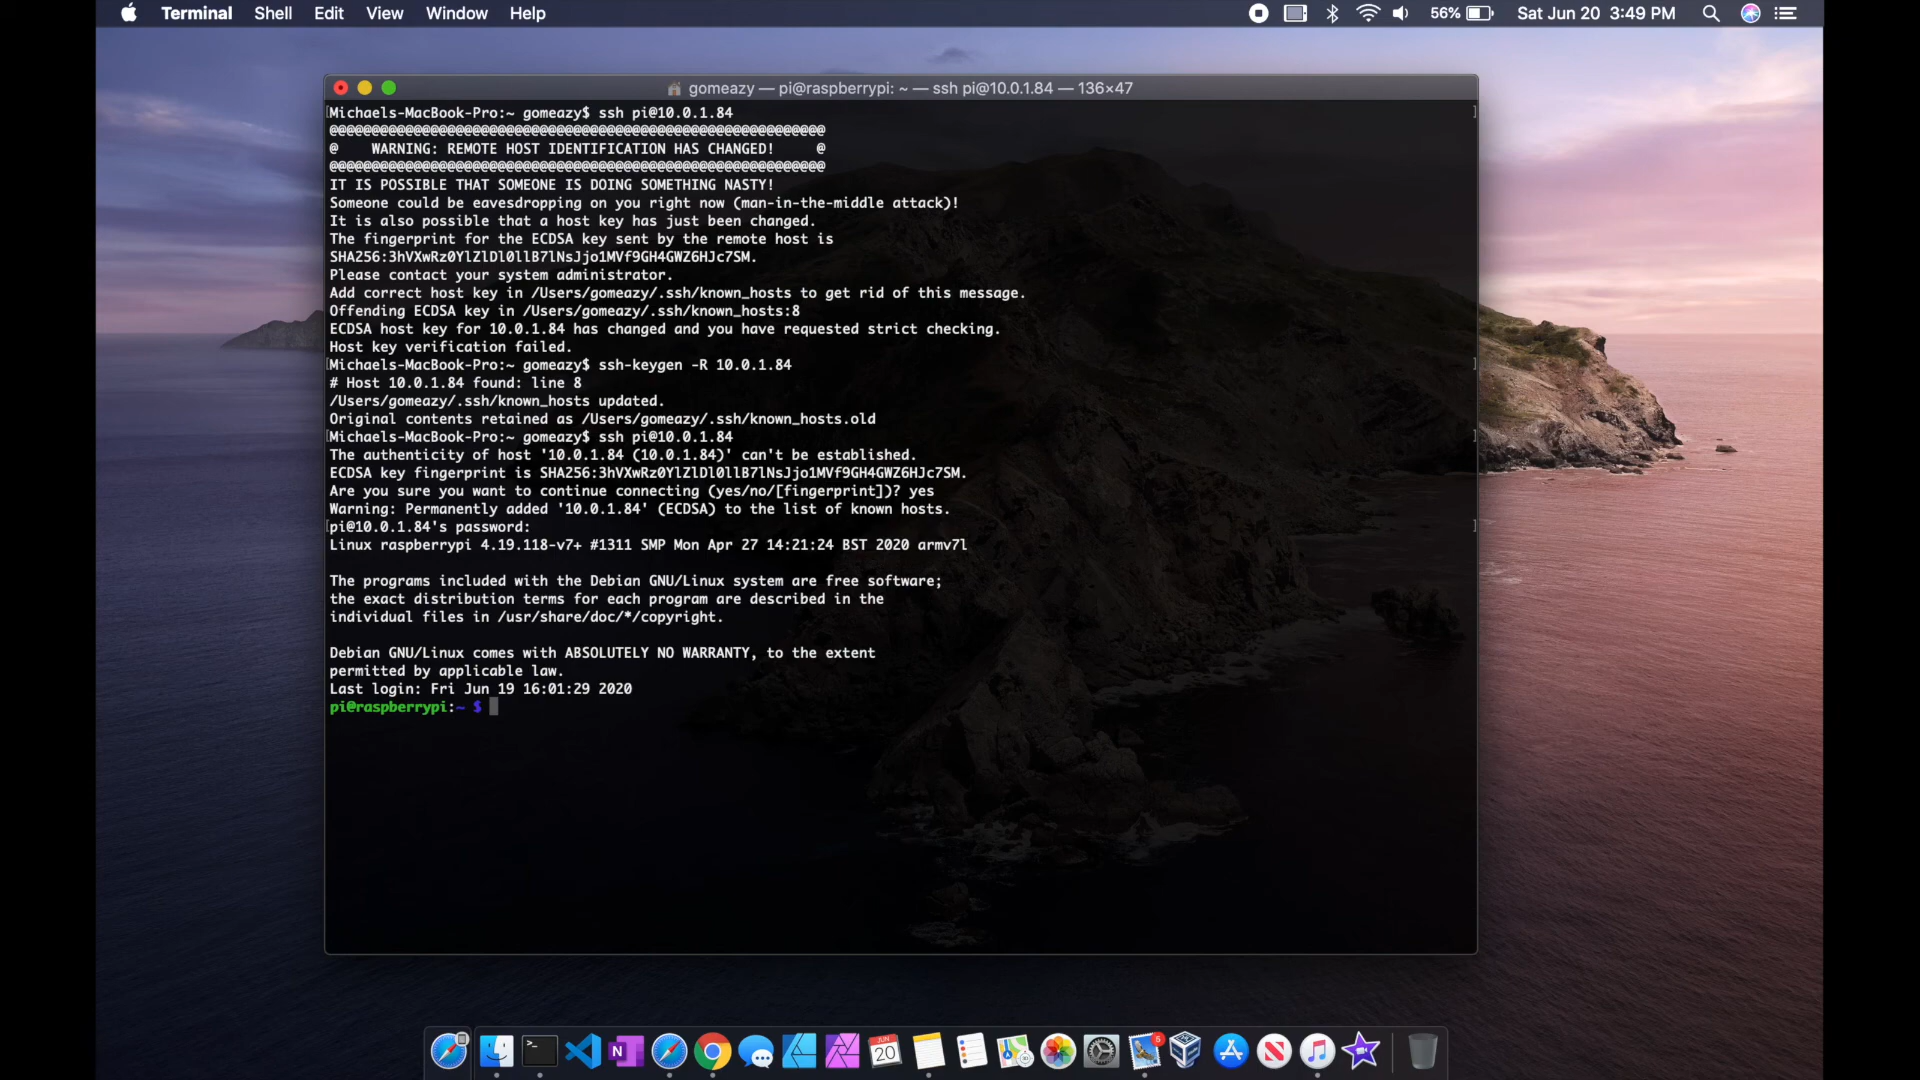 Terminal Shell Edit View Window Help 56% Sat Jun 20 3:49 PM
gomeazy — pi@raspberrypi: ~ — ssh pi@10.0.1.84 — 136×47
[Michaels-MacBook-Pro:~ gomeazy$ ssh pi@10.0.1.84 ]
@@@@@@@@@@@@@@@@@@@@@@@@@@@@@@@@@@@@@@@@@@@@@@@@@@@@@@@@@@@
@    WARNING: REMOTE HOST IDENTIFICATION HAS CHANGED!     @
@@@@@@@@@@@@@@@@@@@@@@@@@@@@@@@@@@@@@@@@@@@@@@@@@@@@@@@@@@@
IT IS POSSIBLE THAT SOMEONE IS DOING SOMETHING NASTY!
Someone could be eavesdropping on you right now (man-in-the-middle attack)!
It is also possible that a host key has just been changed.
The fingerprint for the ECDSA key sent by the remote host is
SHA256:3hVXwRz0YlZlDl0llB7lNsJjo1MVf9GH4GWZ6HJc7SM.
Please contact your system administrator.
Add correct host key in /Users/gomeazy/.ssh/known_hosts to get rid of this message.
Offending ECDSA key in /Users/gomeazy/.ssh/known_hosts:8
ECDSA host key for 10.0.1.84 has changed and you have requested strict checking.
Host key verification failed.
[Michaels-MacBook-Pro:~ gomeazy$ ssh-keygen -R 10.0.1.84 ]
# Host 10.0.1.84 found: line 8
/Users/gomeazy/.ssh/known_hosts updated.
Original contents retained as /Users/gomeazy/.ssh/known_hosts.old
[Michaels-MacBook-Pro:~ gomeazy$ ssh pi@10.0.1.84 ]
The authenticity of host '10.0.1.84 (10.0.1.84)' can't be established.
ECDSA key fingerprint is SHA256:3hVXwRz0YlZlDl0llB7lNsJjo1MVf9GH4GWZ6HJc7SM.
Are you sure you want to continue connecting (yes/no/[fingerprint])? yes
Warning: Permanently added '10.0.1.84' (ECDSA) to the list of known hosts.
[pi@10.0.1.84's password: ]
Linux raspberrypi 4.19.118-v7+ #1311 SMP Mon Apr 27 14:21:24 BST 2020 armv7l
The programs included with the Debian GNU/Linux system are free software;
the exact distribution terms for each program are described in the
individual files in /usr/share/doc/*/copyright.
Debian GNU/Linux comes with ABSOLUTELY NO WARRANTY, to the extent
permitted by applicable law.
Last login: Fri Jun 19 16:01:29 2020
pi@raspberrypi:~ $
>_ N JUN 20 5